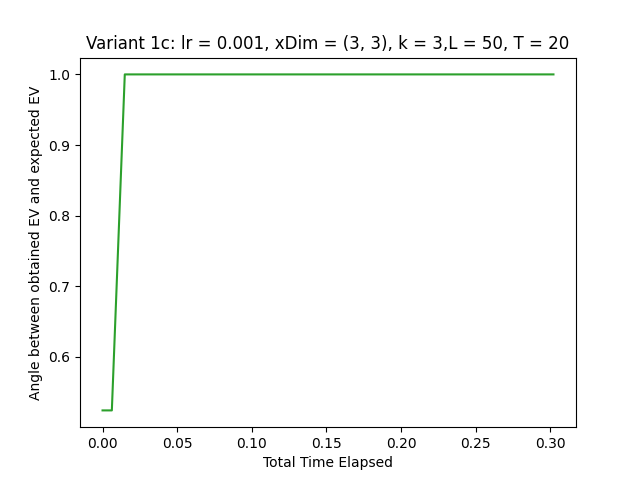 Variant 1c: lr = 0.001, xDim = (3, 3), k = 3,L = 50, T = 20
Angle between obtained EV and expected EV
1.0
0.9
0.8
0.7
0.6
0.00 0.05 0.10 0.15 0.20 0.25 0.30
Total Time Elapsed